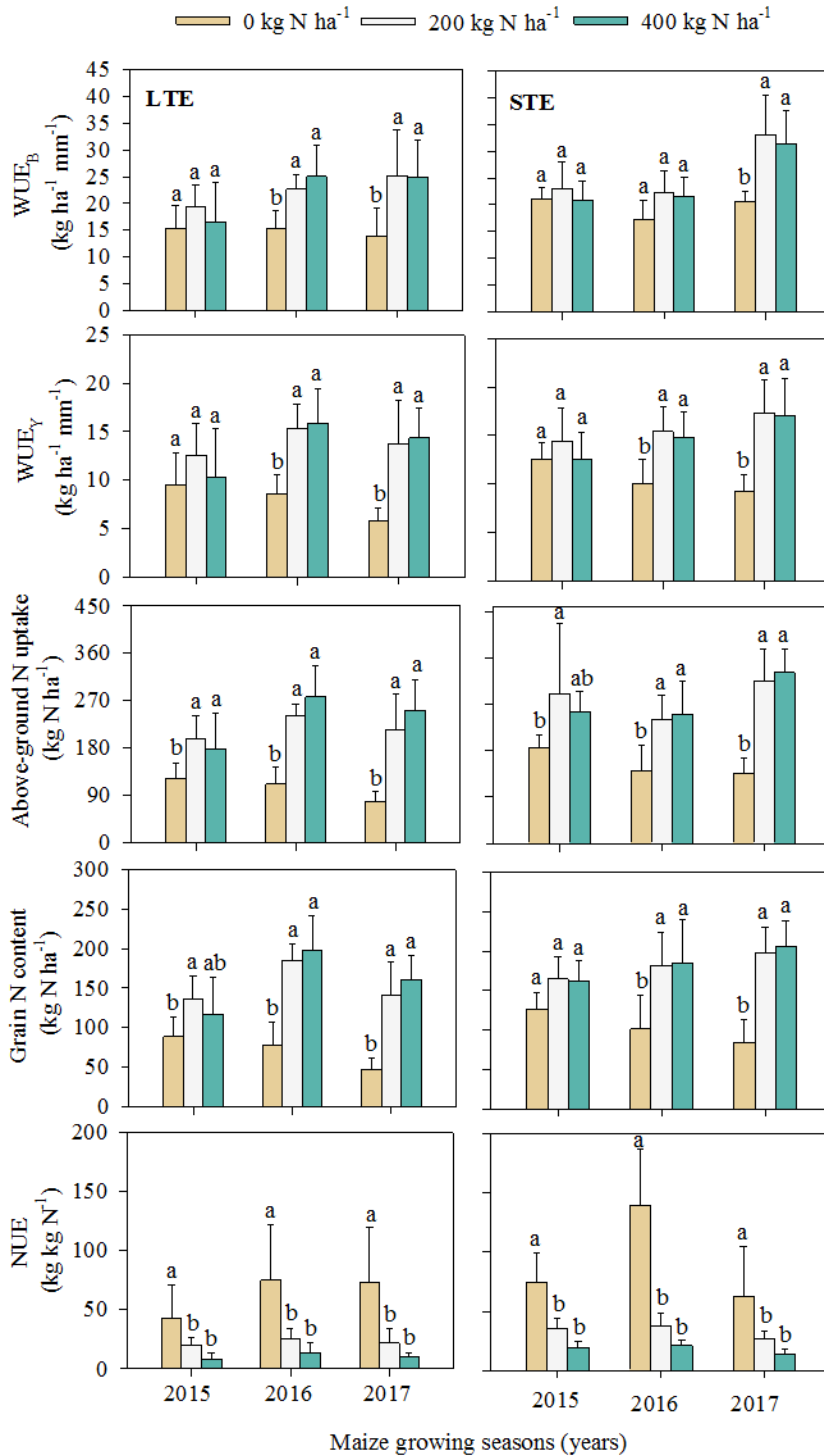 0 kg N ha⁻¹ 200 kg N ha⁻¹ 400 kg N ha⁻¹
LTE
WUE_B
(kg ha⁻¹ mm⁻¹)
45
40
35
30
25
20
15
10
5
0
a a a b a a b a a
STE
a a a a a a b a a
WUE_Y
(kg ha⁻¹ mm⁻¹)
25
20
15
10
5
0
a a a b a a b a a
a a a b a a b a a
Above-ground N uptake
(kg N ha⁻¹)
450
360
270
180
90
0
b a a b a a b a a
b a ab b a a b a a
Grain N content
(kg N ha⁻¹)
300
250
200
150
100
50
0
b a ab b a a b a a
a a a b a a b a a
NUE
(kg kg N⁻¹)
200
150
100
50
0
a b b a b b a b b
a b b a b b a b b
2015 2016 2017
2015 2016 2017
Maize growing seasons (years)